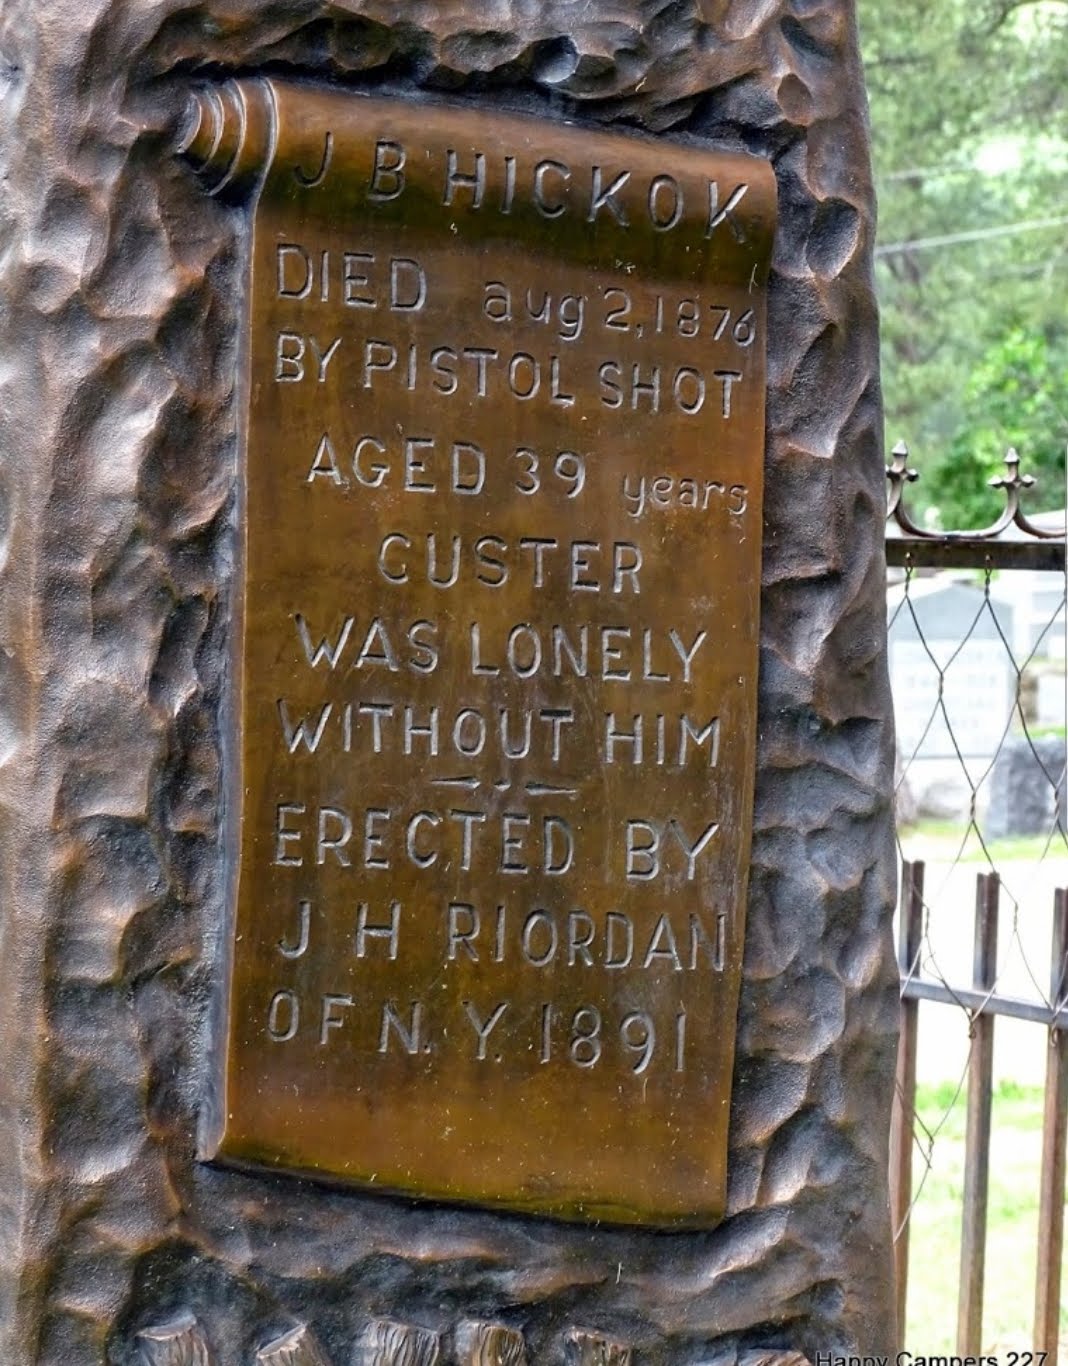 J B HICKOK
DIED aug 2, 1876
BY PISTOL SHOT
AGED 39 years
CUSTER
WAS LONELY
WITHOUT HIM
ERECTED BY
J H RIORDAN
OF N. Y. 1891
Happy Campers 227